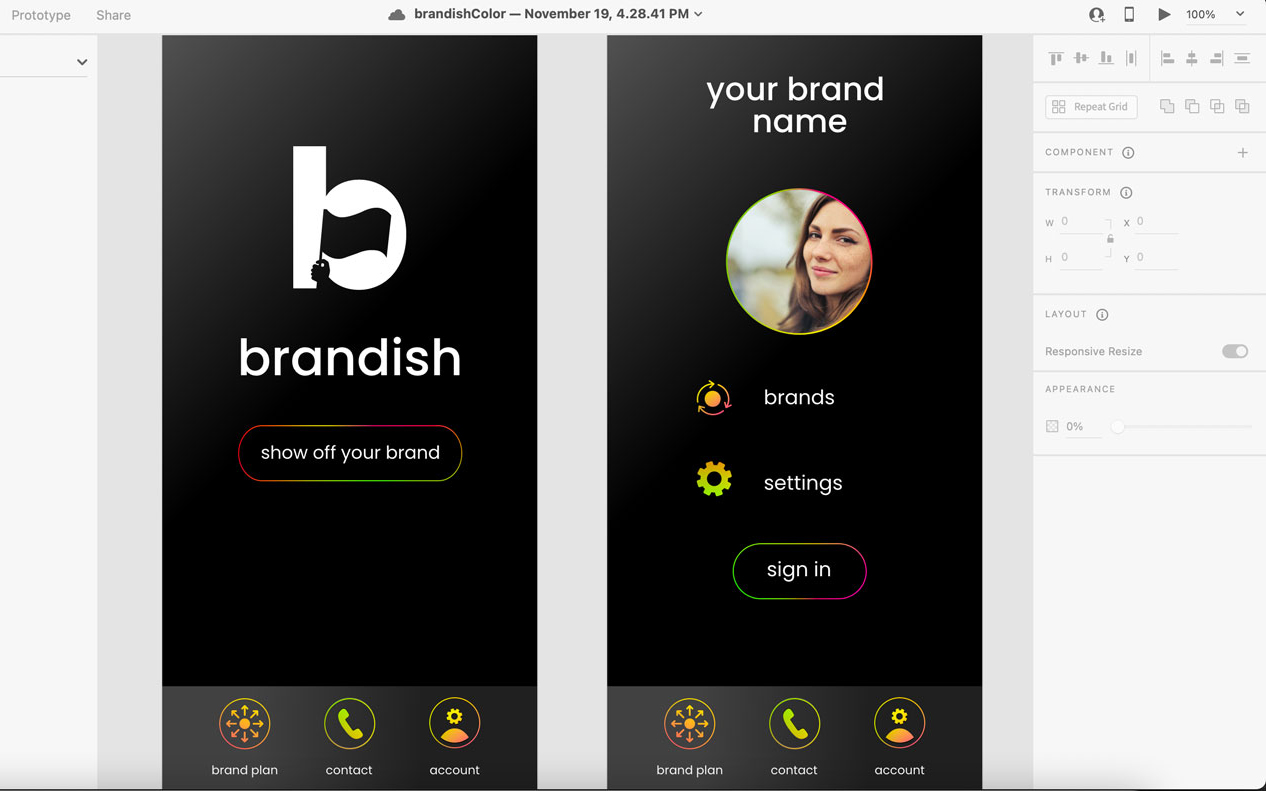 Prototype
Share
brandishColor — November 19, 4.28.41 PM
100%
b
brandish
show off your brand
brand plan
contact
account
your brand
name
brands
settings
sign in
brand plan
contact
account
Repeat Grid
COMPONENT
TRANSFORM
W 0 X 0
H 0 Y 0
LAYOUT
Responsive Resize
APPEARANCE
0%